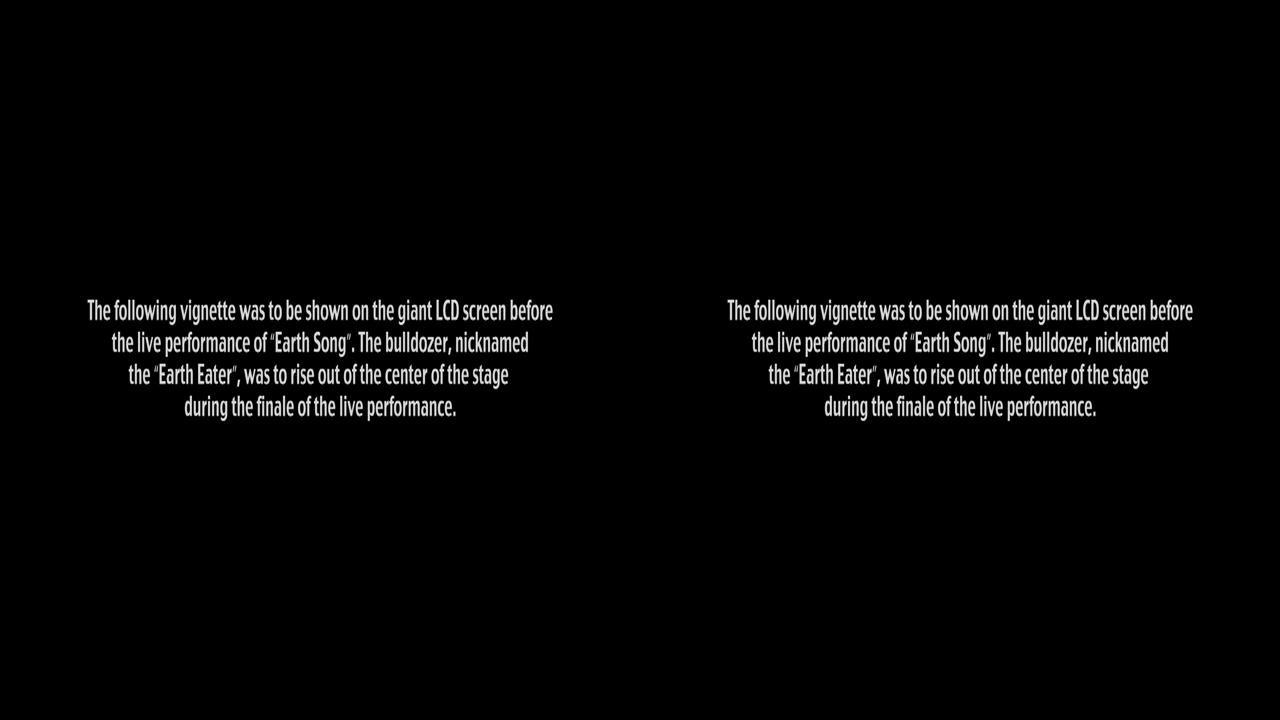 The following vignette was to be shown on the giant LCD screen before
the live performance of "Earth Song". The bulldozer, nicknamed
the "Earth Eater", was to rise out of the center of the stage
during the finale of the live performance.
The following vignette was to be shown on the giant LCD screen before
the live performance of "Earth Song". The bulldozer, nicknamed
the "Earth Eater", was to rise out of the center of the stage
during the finale of the live performance.